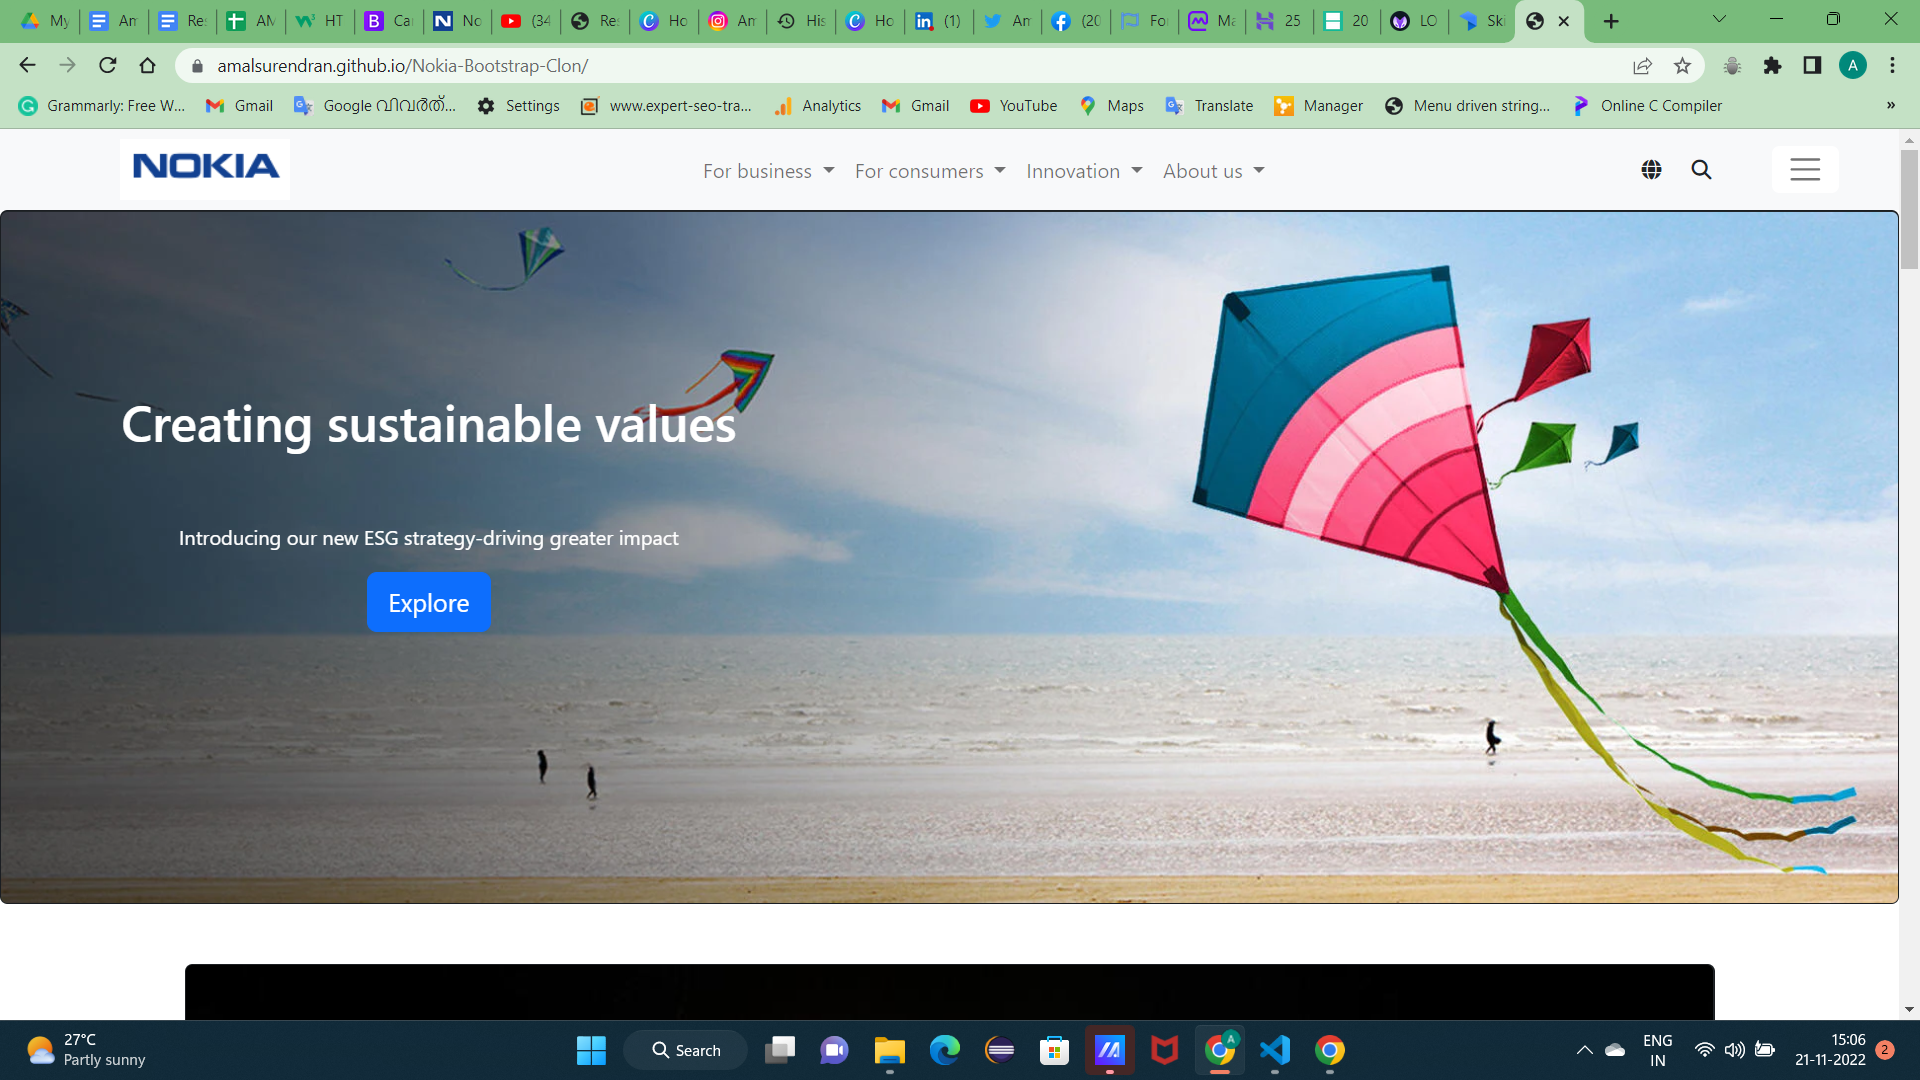 My
Am
Re
AM
HT
Ca
No
(34
Re
Ho
Am
His
Ho
(1)
Am
(20
Fo
Ma
25
20
LO
Ski
amalsurendran.github.io/Nokia-Bootstrap-Clon/
A
Grammarly: Free W...
Gmail
Google വിവർത്...
Settings
www.expert-seo-tra...
Analytics
Gmail
YouTube
Maps
Translate
Manager
Menu driven string...
Online C Compiler
»
NOKIA
For business
For consumers
Innovation
About us
Creating sustainable values
Introducing our new ESG strategy-driving greater impact
Explore
27°C
Partly sunny
Search
A
ENG
IN
15:06
21-11-2022
2